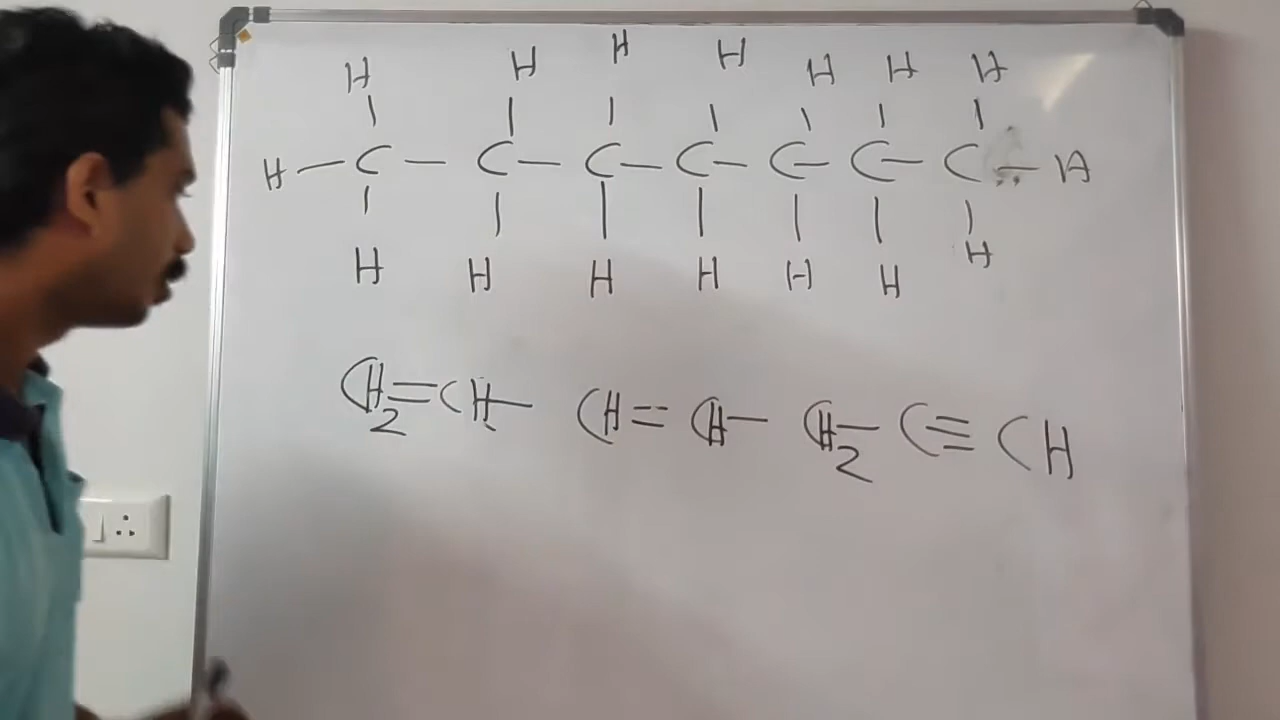 H H H H H H H
H — C — C — C — C — C — C — C — H
H H H H H H H
CH2=CH— CH=CH—CH2—C≡CH